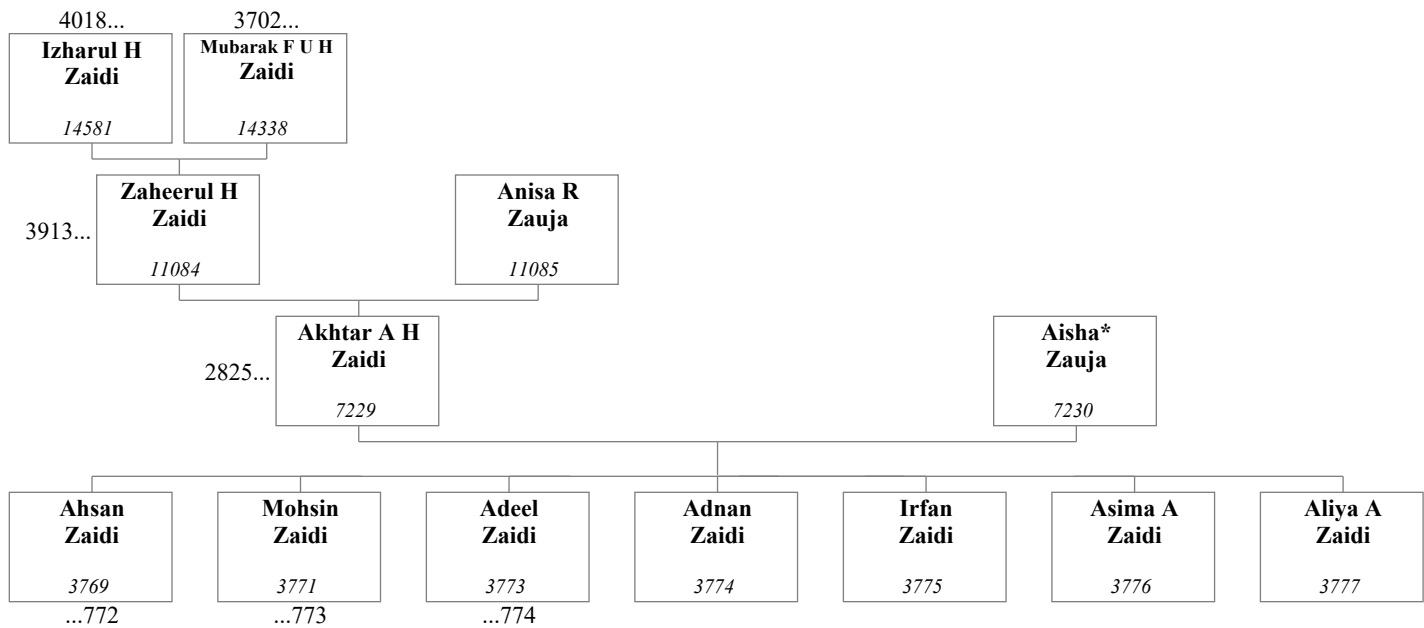 4018...
3702...
Izharul H
Zaidi
14581
Mubarak F U H
Zaidi
14338
3913...
Zaheerul H
Zaidi
11084
Anisa R
Zauja
11085
2825...
Akhtar A H
Zaidi
7229
Aisha*
Zauja
7230
Ahsan
Zaidi
3769
...772
Mohsin
Zaidi
3771
...773
Adeel
Zaidi
3773
...774
Adnan
Zaidi
3774
Irfan
Zaidi
3775
Asima A
Zaidi
3776
Aliya A
Zaidi
3777